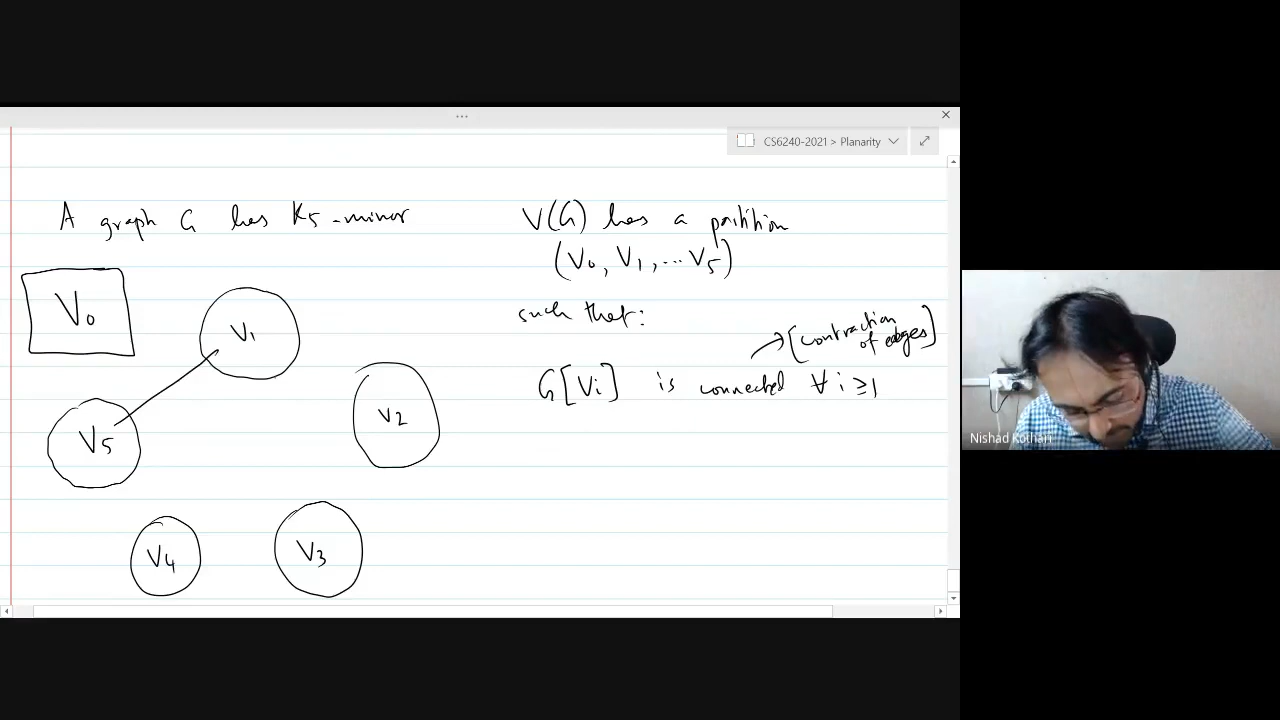 CS6240-2021 > Planarity
A graph G has K5-minor
V(G) has a partition
(V0, V1, ... V5)
such that:
[contraction
of edges]
G[Vi] is connected ∀ i ≥ 1
V0
V1
V5
V2
V4
V3
Nishad Kothari